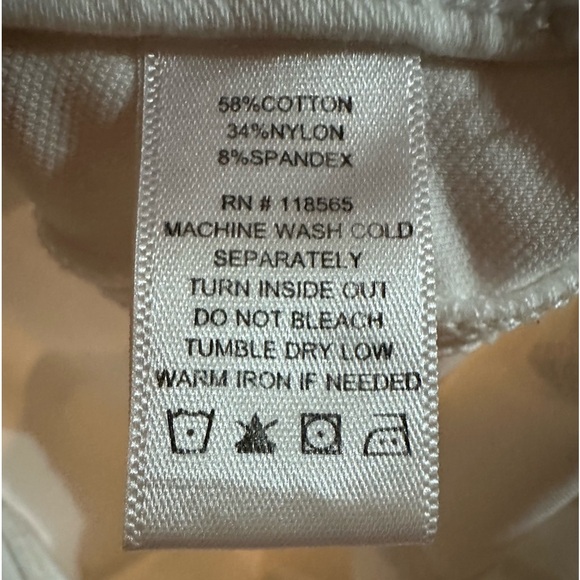 58%COTTON
34%NYLON
8%SPANDEX
RN # 118565
MACHINE WASH COLD
SEPARATELY
TURN INSIDE OUT
DO NOT BLEACH
TUMBLE DRY LOW
WARM IRON IF NEEDED